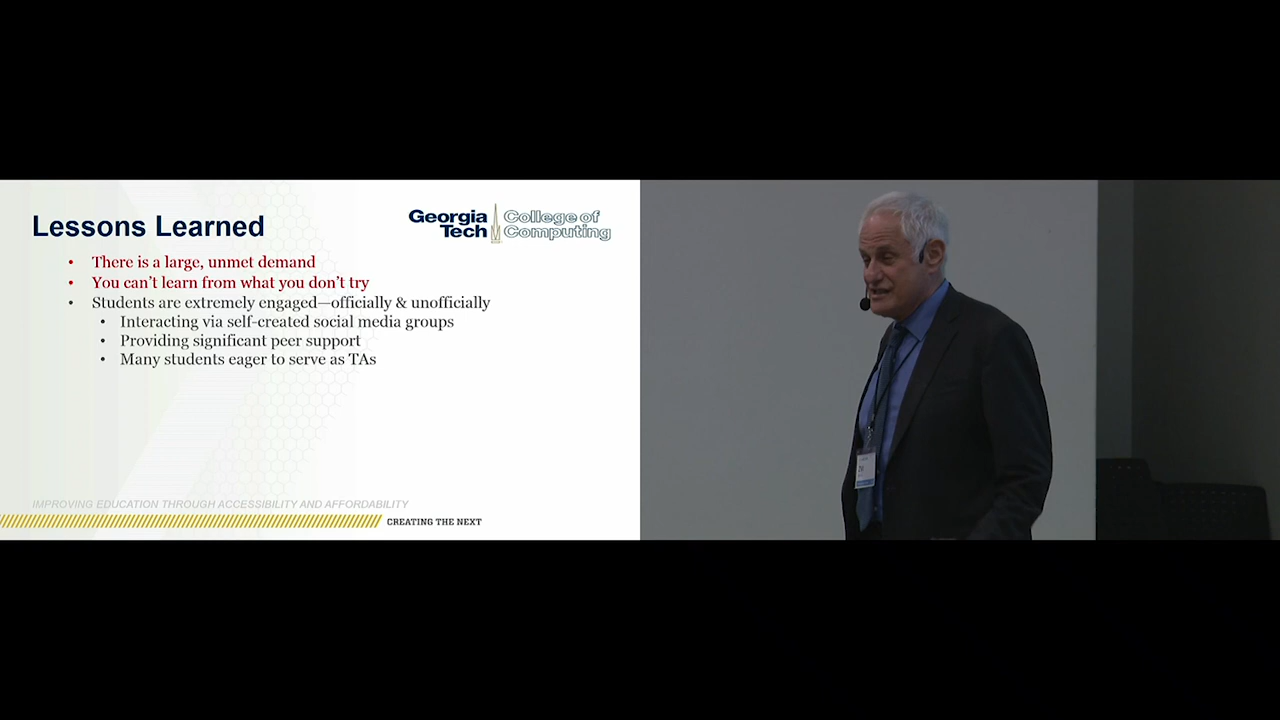 Lessons Learned
Georgia Tech
College of Computing
• There is a large, unmet demand
• You can't learn from what you don't try
• Students are extremely engaged—officially & unofficially
• Interacting via self-created social media groups
• Providing significant peer support
• Many students eager to serve as TAs
IMPROVING EDUCATION THROUGH ACCESSIBILITY AND AFFORDABILITY
CREATING THE NEXT